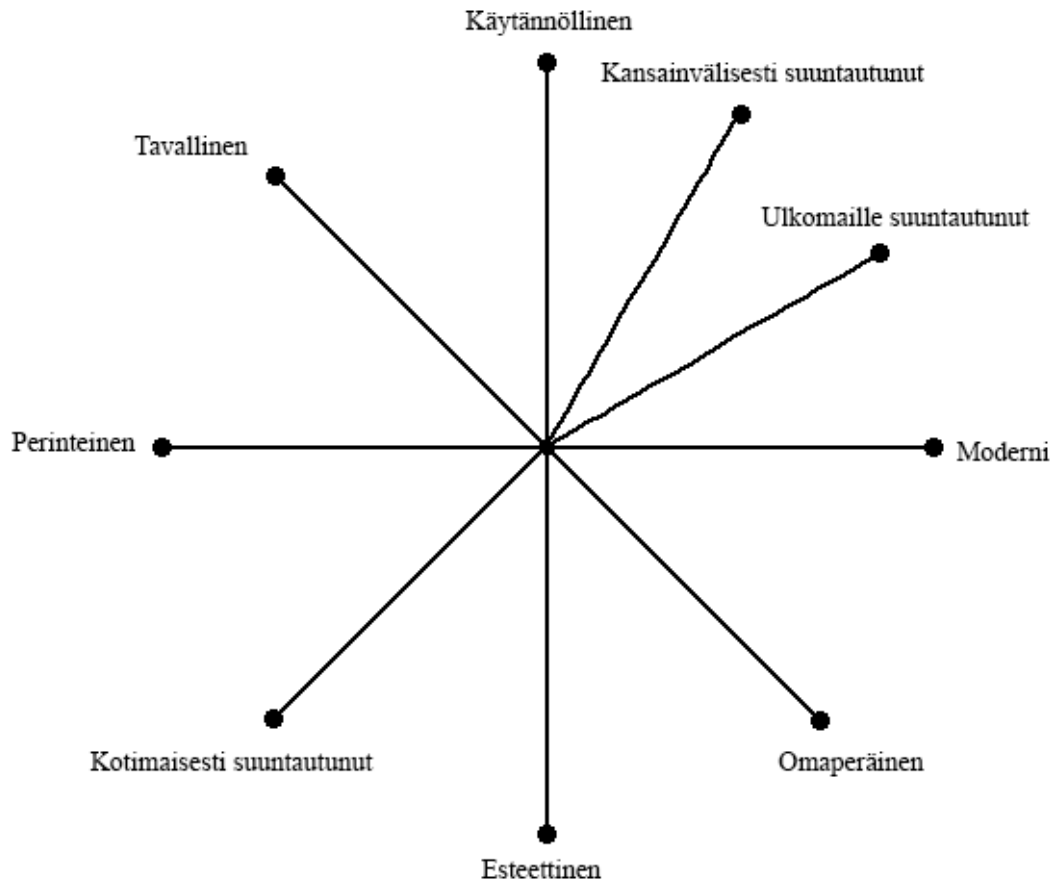 Käytännöllinen
Kansainvälisesti suuntautunut
Tavallinen
Ulkomaille suuntautunut
Perinteinen
Moderni
Kotimaisesti suuntautunut
Omaperäinen
Esteettinen